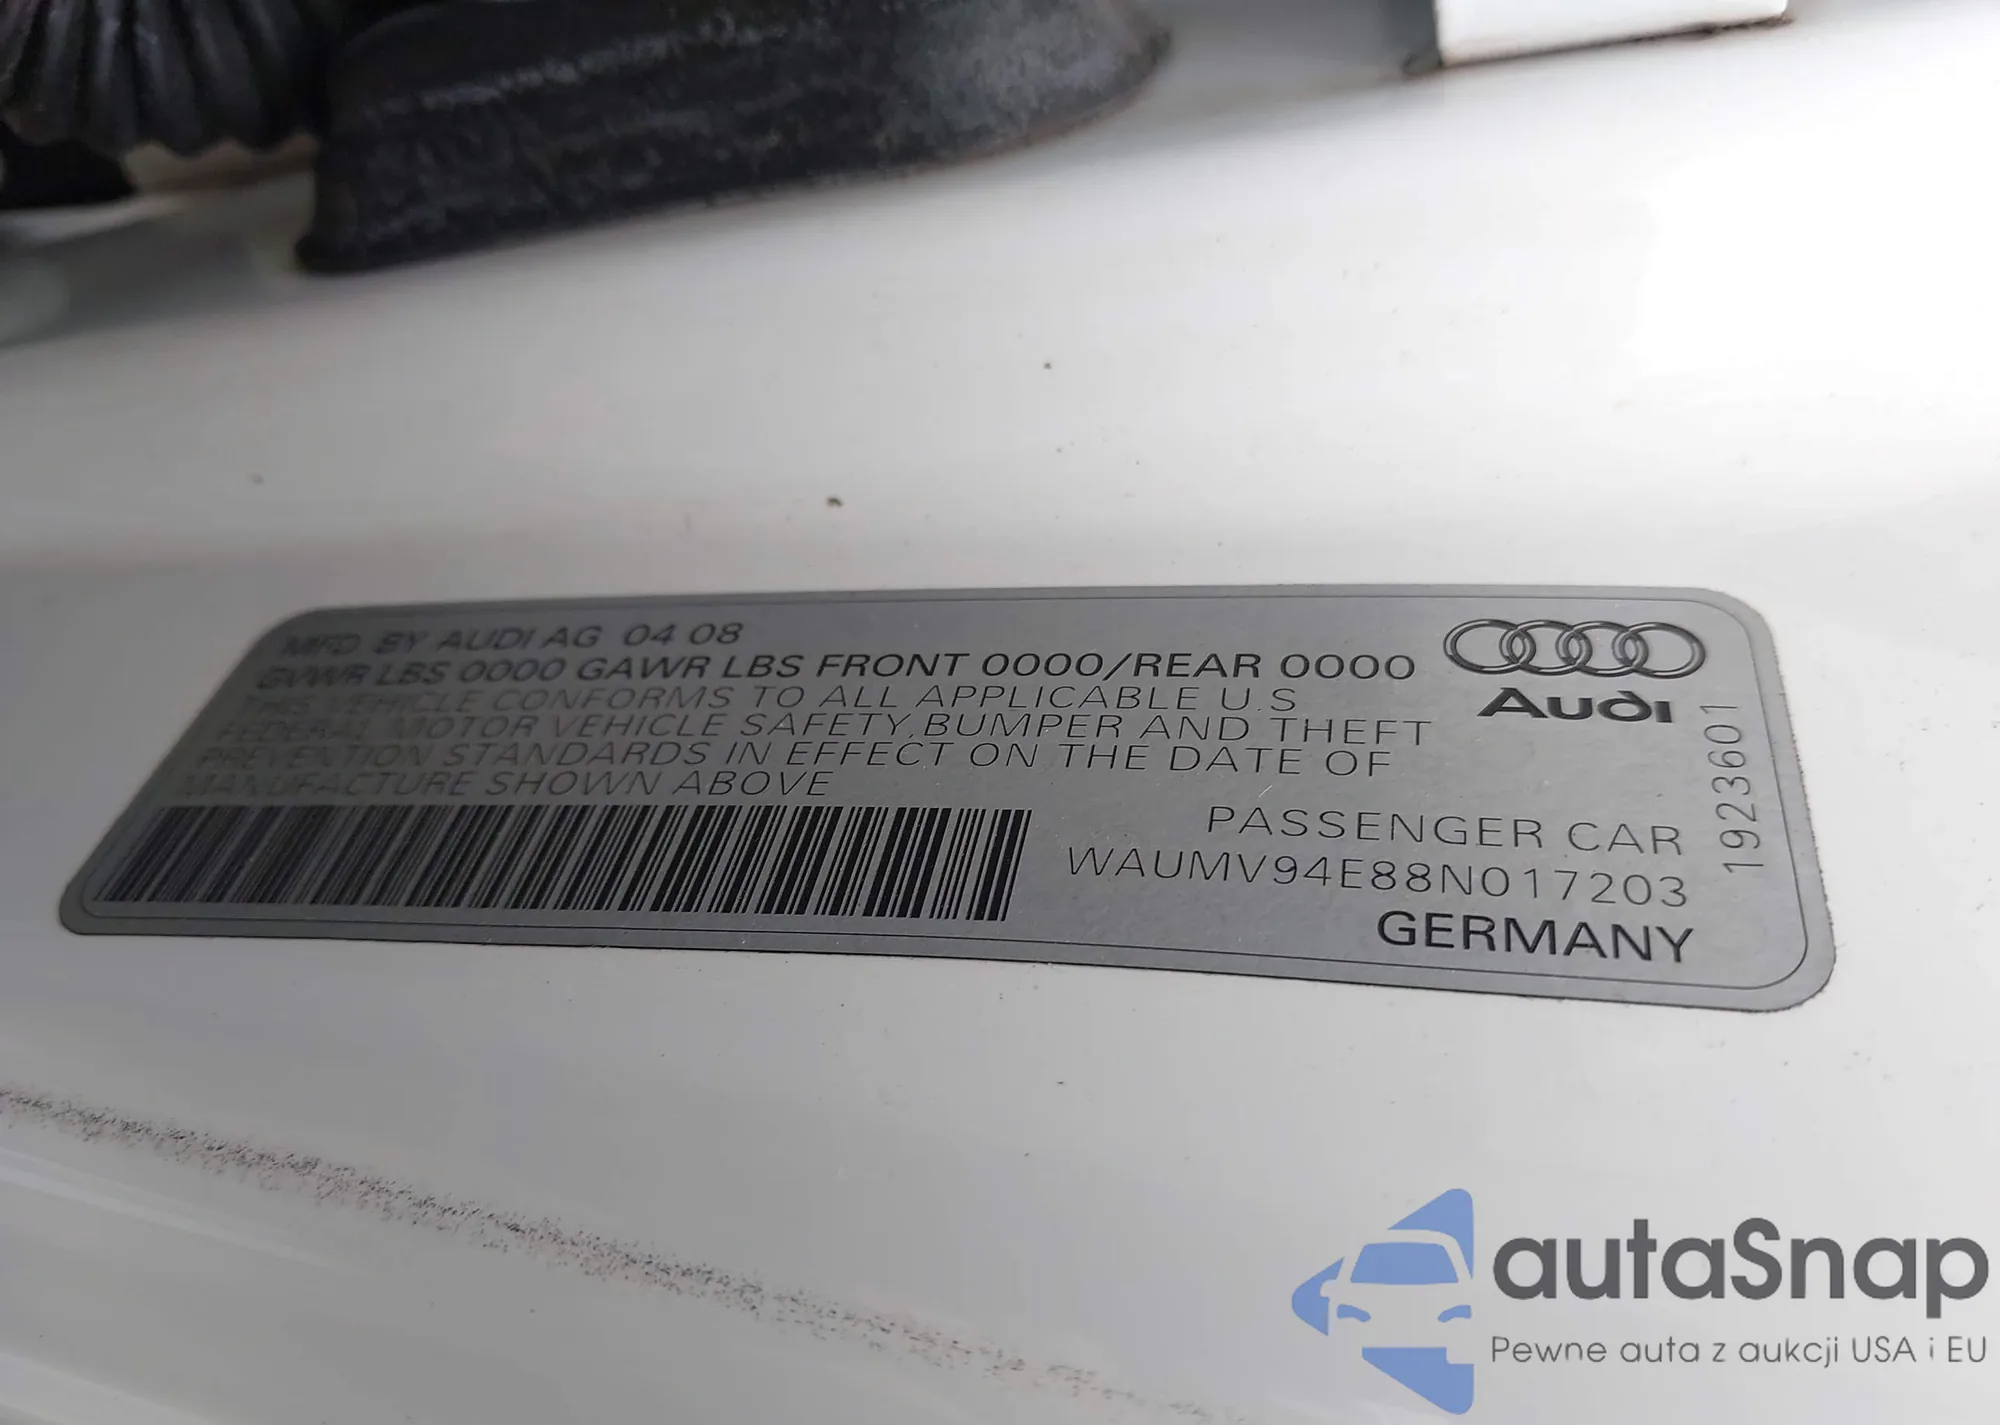 MFD BY AUDI AG 04 08
GVWR LBS 0000 GAWR LBS FRONT 0000/REAR 0000
THIS VEHICLE CONFORMS TO ALL APPLICABLE U.S
FEDERAL MOTOR VEHICLE SAFETY, BUMPER AND THEFT
PREVENTION STANDARDS IN EFFECT ON THE DATE OF
MANUFACTURE SHOWN ABOVE
Audi
1923601
PASSENGER CAR
WAUMV94E88N017203
GERMANY
autaSnap
Pewne auta z aukcji USA i EU